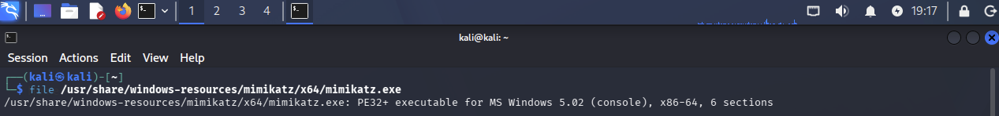 1 2 3 4 19:17
kali@kali: ~
Session Actions Edit View Help
┌──(kali㉿kali)-[~]
└─$ file /usr/share/windows-resources/mimikatz/x64/mimikatz.exe
/usr/share/windows-resources/mimikatz/x64/mimikatz.exe: PE32+ executable for MS Windows 5.02 (console), x86-64, 6 sections